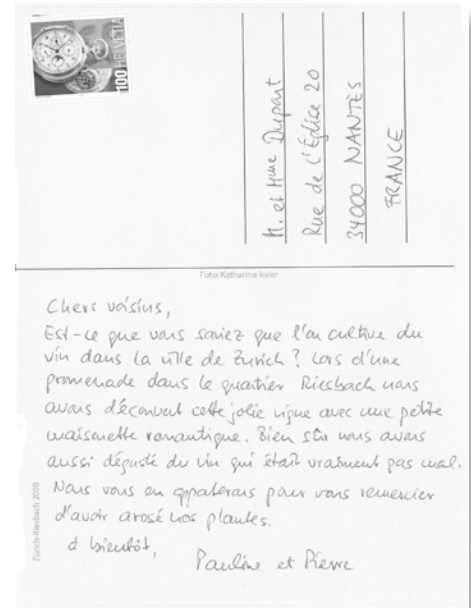 100 HELVETIA
M. et Mme Dupart
Rue de l'Église 20
34000 NANTES
FRANCE
Foto: Katharina Issler
Chers voisins,
Est-ce que vous saviez que l'on cultive du
vin dans la ville de Zurich ? Lors d'une
promenade dans le quartier Riesbach nous
avons découvert cette jolie vigne avec une petite
maisonette romantique. Bien sûr nous avons
aussi dégusté du vin qui était vraiment pas mal.
Nous vous en apporterons pour vous remercier
d'avoir arosé nos plantes.
à bientôt,
Pauline et Pierre
Zürich-Riesbach 2008